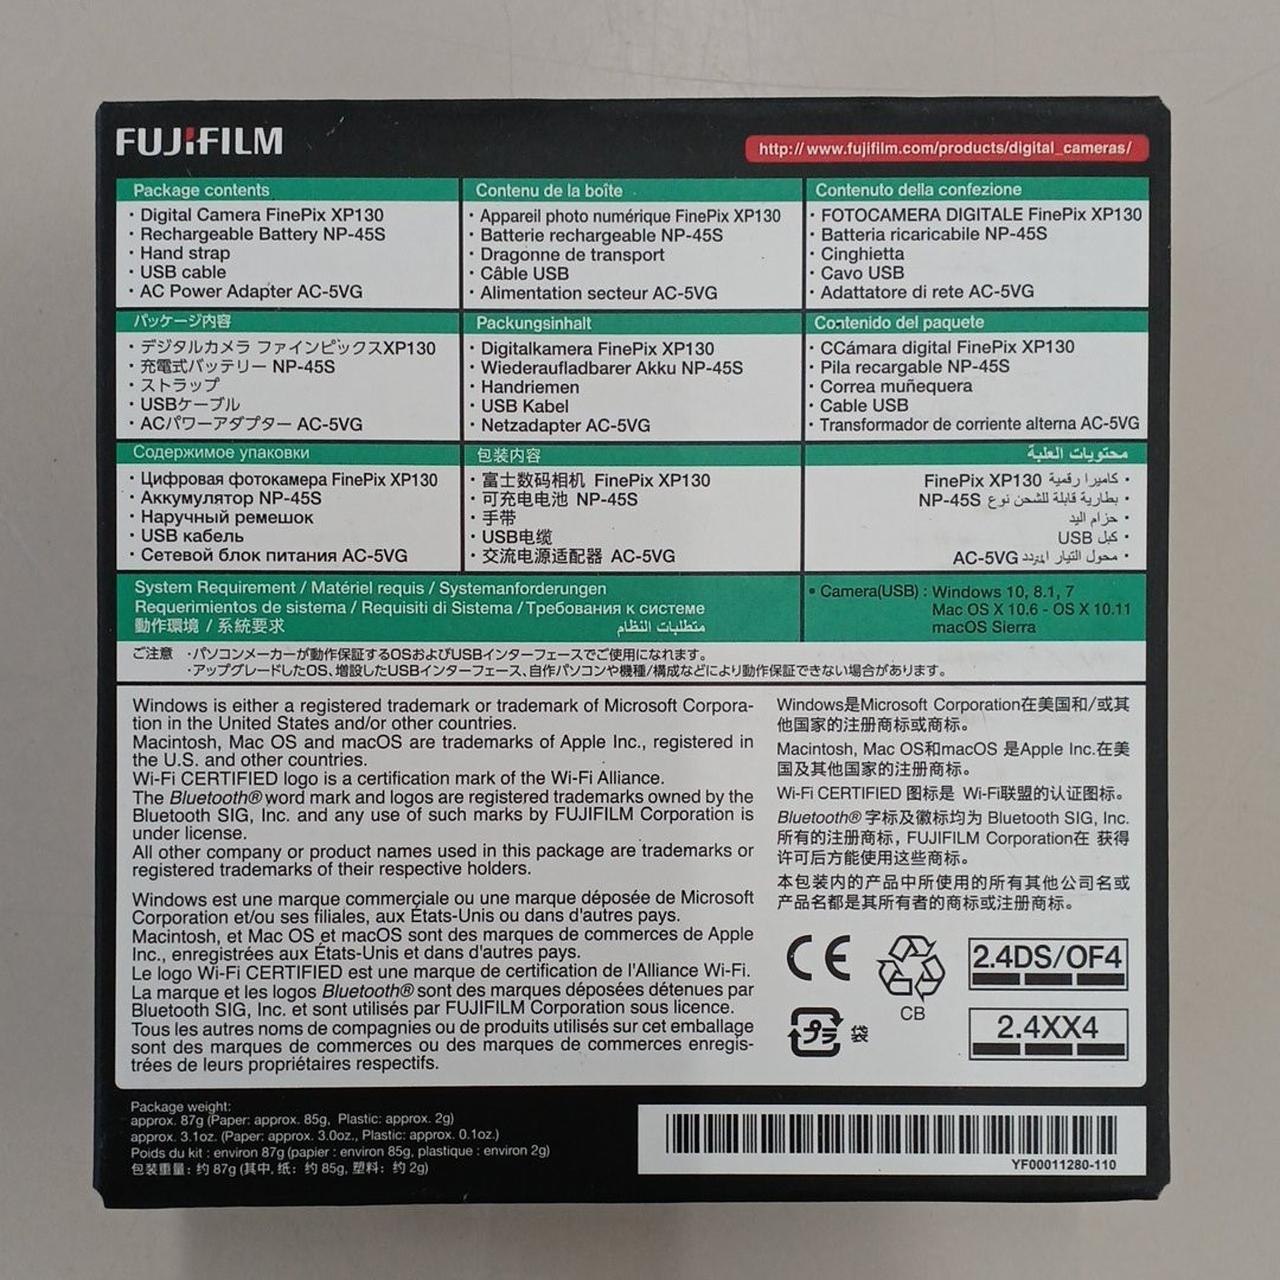 FUJIFILM
http://www.fujifilm.com/products/digital_cameras/
Package contents
・Digital Camera FinePix XP130
・Rechargeable Battery NP-45S
・Hand strap
・USB cable
・AC Power Adapter AC-5VG
Contenu de la boîte
・Appareil photo numérique FinePix XP130
・Batterie rechargeable NP-45S
・Dragonne de transport
・Câble USB
・Alimentation secteur AC-5VG
Contenuto della confezione
・FOTOCAMERA DIGITALE FinePix XP130
・Batteria ricaricabile NP-45S
・Cinghietta
・Cavo USB
・Adattatore di rete AC-5VG
パッケージ内容
・デジタルカメラ ファインピックスXP130
・充電式バッテリー NP-45S
・ストラップ
・USBケーブル
・ACパワーアダプター AC-5VG
Packungsinhalt
・Digitalkamera FinePix XP130
・Wiederaufladbarer Akku NP-45S
・Handriemen
・USB Kabel
・Netzadapter AC-5VG
Contenido del paquete
・CCámara digital FinePix XP130
・Pila recargable NP-45S
・Correa muñequera
・Cable USB
・Transformador de corriente alterna AC-5VG
Содержимое упаковки
・Цифровая фотокамера FinePix XP130
・Аккумулятор NP-45S
・Наручный ремешок
・USB кабель
・Сетевой блок питания AC-5VG
包装内容
・富士数码相机 FinePix XP130
・可充电电池 NP-45S
・手带
・USB电缆
・交流电源适配器 AC-5VG
محتويات العلبة
・كاميرا رقمية FinePix XP130
・بطارية قابلة للشحن نوع NP-45S
・حزام اليد
・كبل USB
・محول التيار المتردد AC-5VG
System Requirement / Matériel requis / Systemanforderungen
Requerimientos de sistema / Requisiti di Sistema / Требования к системе
動作環境 / 系統要求 متطلبات النظام
・Camera(USB) : Windows 10, 8.1, 7
Mac OS X 10.6 - OS X 10.11
macOS Sierra
ご注意 ・パソコンメーカーが動作保証するOSおよびUSBインターフェースでご使用になれます。
・アップグレードしたOS、増設したUSBインターフェース、自作パソコンや機種/構成などにより動作保証できない場合があります。
Windows is either a registered trademark or trademark of Microsoft Corpora-
tion in the United States and/or other countries.
Macintosh, Mac OS and macOS are trademarks of Apple Inc., registered in
the U.S. and other countries.
Wi-Fi CERTIFIED logo is a certification mark of the Wi-Fi Alliance.
The Bluetooth® word mark and logos are registered trademarks owned by the
Bluetooth SIG, Inc. and any use of such marks by FUJIFILM Corporation is
under license.
All other company or product names used in this package are trademarks or
registered trademarks of their respective holders.
Windows est une marque commerciale ou une marque déposée de Microsoft
Corporation et/ou ses filiales, aux États-Unis ou dans d'autres pays.
Macintosh, et Mac OS et macOS sont des marques de commerces de Apple
Inc., enregistrées aux États-Unis ou dans d'autres pays.
Le logo Wi-Fi CERTIFIED est une marque de certification de l'Alliance Wi-Fi.
La marque et les logos Bluetooth® sont des marques déposées détenues par
Bluetooth SIG, Inc. et sont utilisés par FUJIFILM Corporation sous licence.
Tous les autres noms de compagnies ou de produits utilisés sur cet emballage
sont des marques de commerces ou des marques de commerces enregis-
trées de leurs propriétaires respectifs.
Windows是Microsoft Corporation在美国和/或其
他国家的注册商标或商标。
Macintosh, Mac OS和macOS 是Apple Inc.在美
国及其他国家的注册商标。
Wi-Fi CERTIFIED 图标是 Wi-Fi联盟的认证图标。
Bluetooth® 字标及徽标均为 Bluetooth SIG, Inc.
所有的注册商标，FUJIFILM Corporation在 获得
许可后方能使用这些商标。
本包装内的产品中所使用的所有其他公司名或
产品名都是其所有者的商标或注册商标。
CE
CB
2.4DS/OF4
プラ 袋
2.4XX4
Package weight:
approx. 87g (Paper: approx. 85g, Plastic: approx. 2g)
approx. 3.1oz. (Paper: approx. 3.0oz., Plastic: approx. 0.1oz.)
Poids du kit : environ 87g (papier : environ 85g, plastique : environ 2g)
包装重量：约 87g (其中, 纸：约 85g, 塑料：约 2g)
YF00011280-110